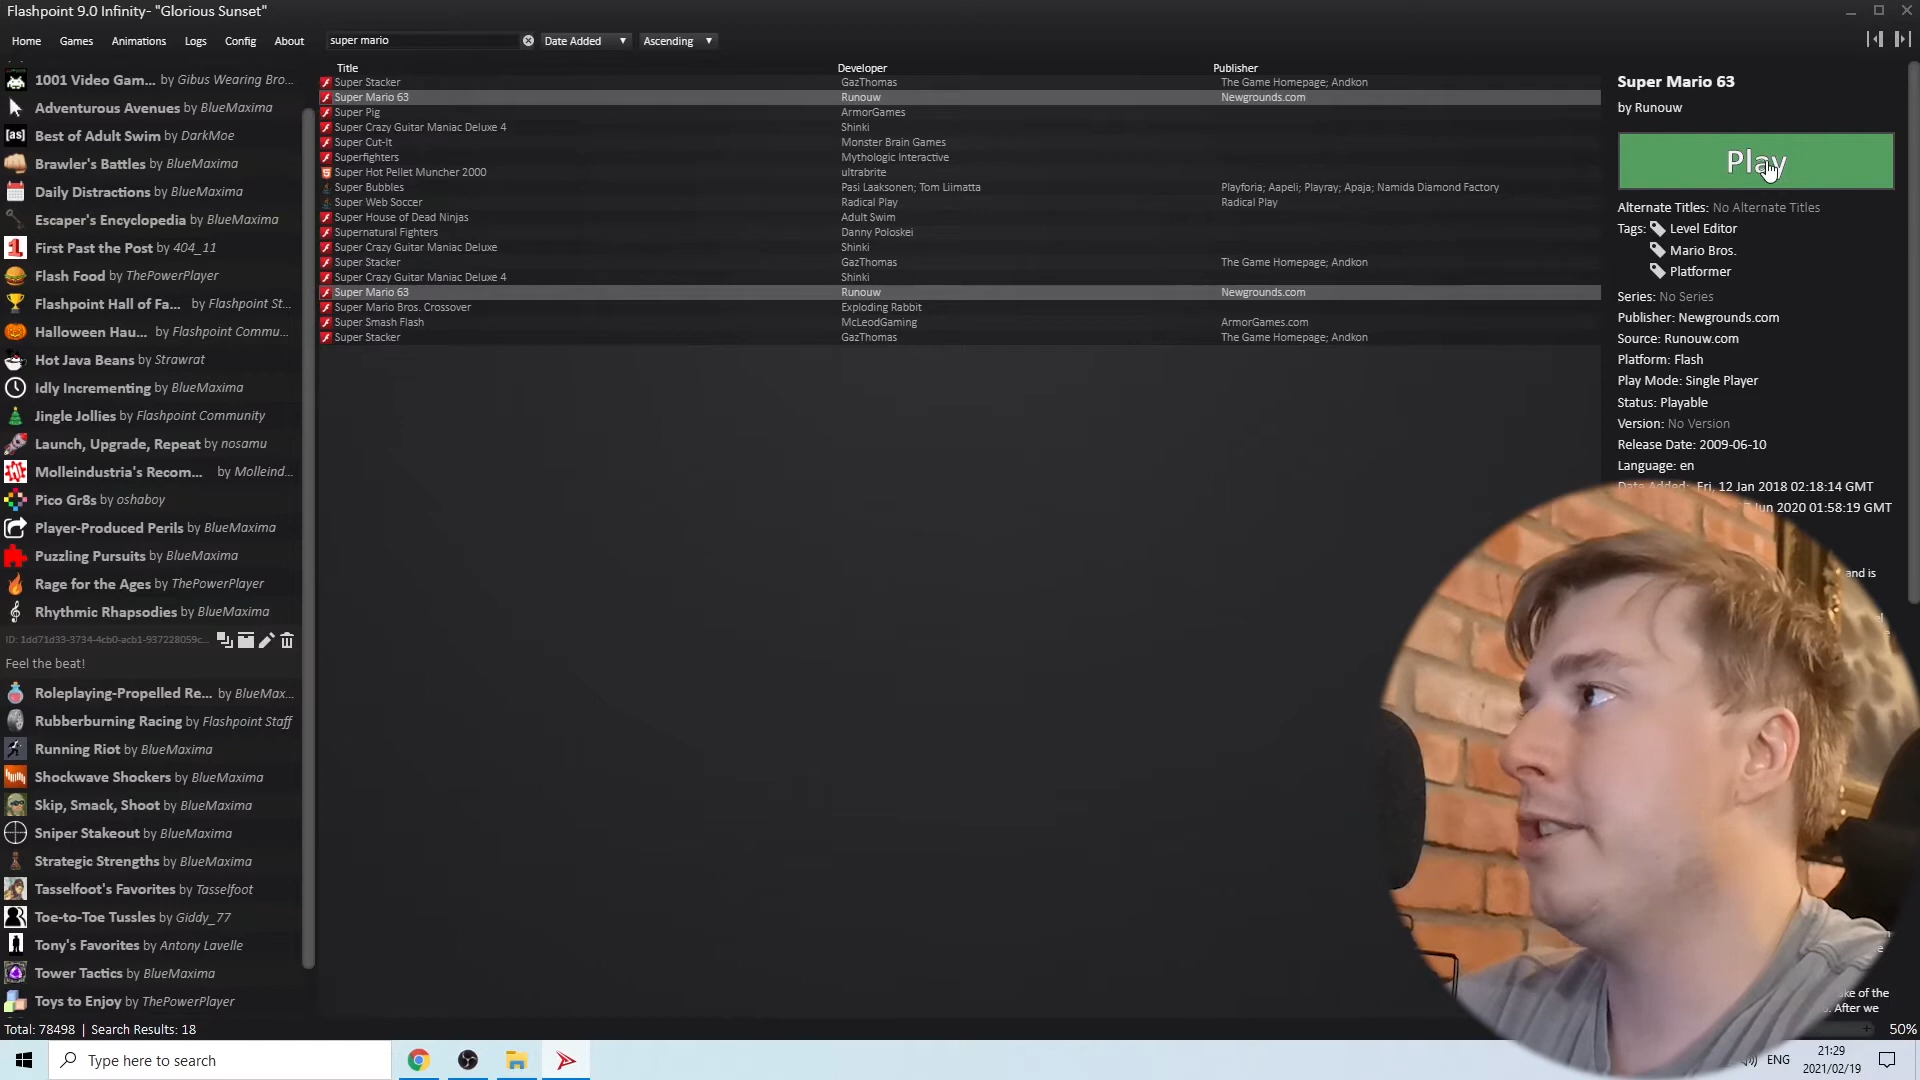 Flashpoint 9.0 Infinity- "Glorious Sunset"
Home Games Animations Logs Config About super mario Date Added Ascending
1001 Video Gam... by Gibus Wearing Bro...
Adventurous Avenues by BlueMaxima
[as] Best of Adult Swim by DarkMoe
Brawler's Battles by BlueMaxima
Daily Distractions by BlueMaxima
Escaper's Encyclopedia by BlueMaxima
1 First Past the Post by 404_11
Flash Food by ThePowerPlayer
Flashpoint Hall of Fa... by Flashpoint St...
Halloween Hau... by Flashpoint Commu...
Hot Java Beans by Strawrat
Idly Incrementing by BlueMaxima
Jingle Jollies by Flashpoint Community
Launch, Upgrade, Repeat by nosamu
Molleindustria's Recom... by Molleind...
Pico Gr8s by oshaboy
Player-Produced Perils by BlueMaxima
Puzzling Pursuits by BlueMaxima
Rage for the Ages by ThePowerPlayer
Rhythmic Rhapsodies by BlueMaxima
ID: 1dd71d33-3734-4cb0-acb1-937228059c...
Feel the beat!
Roleplaying-Propelled Re... by BlueMax...
Rubberburning Racing by Flashpoint Staff
Running Riot by BlueMaxima
Shockwave Shockers by BlueMaxima
Skip, Smack, Shoot by BlueMaxima
Sniper Stakeout by BlueMaxima
Strategic Strengths by BlueMaxima
Tasselfoot's Favorites by Tasselfoot
Toe-to-Toe Tussles by Giddy_77
Tony's Favorites by Antony Lavelle
Tower Tactics by BlueMaxima
Toys to Enjoy by ThePowerPlayer
Title Developer Publisher
Super Stacker GazThomas The Game Homepage; Andkon
Super Mario 63 Runouw Newgrounds.com
Super Pig ArmorGames
Super Crazy Guitar Maniac Deluxe 4 Shinki
Super Cut-It Monster Brain Games
Superfighters Mythologic Interactive
Super Hot Pellet Muncher 2000 ultrabrite
Super Bubbles Pasi Laaksonen; Tom Liimatta Playforia; Aapeli; Playray; Apaja; Namida Diamond Factory
Super Web Soccer Radical Play Radical Play
Super House of Dead Ninjas Adult Swim
Supernatural Fighters Danny Poloskei
Super Crazy Guitar Maniac Deluxe Shinki
Super Stacker GazThomas The Game Homepage; Andkon
Super Crazy Guitar Maniac Deluxe 4 Shinki
Super Mario 63 Runouw Newgrounds.com
Super Mario Bros. Crossover Exploding Rabbit
Super Smash Flash McLeodGaming ArmorGames.com
Super Stacker GazThomas The Game Homepage; Andkon
Super Mario 63
by Runouw
Play
Alternate Titles: No Alternate Titles
Tags: Level Editor
Mario Bros.
Platformer
Series: No Series
Publisher: Newgrounds.com
Source: Runouw.com
Platform: Flash
Play Mode: Single Player
Status: Playable
Version: No Version
Release Date: 2009-06-10
Language: en
Date Added: Fri, 12 Jan 2018 02:18:14 GMT
Jun 2020 01:58:19 GMT
and is
of the
After we
Total: 78498 | Search Results: 18
50%
Type here to search
ENG
21:29
2021/02/19